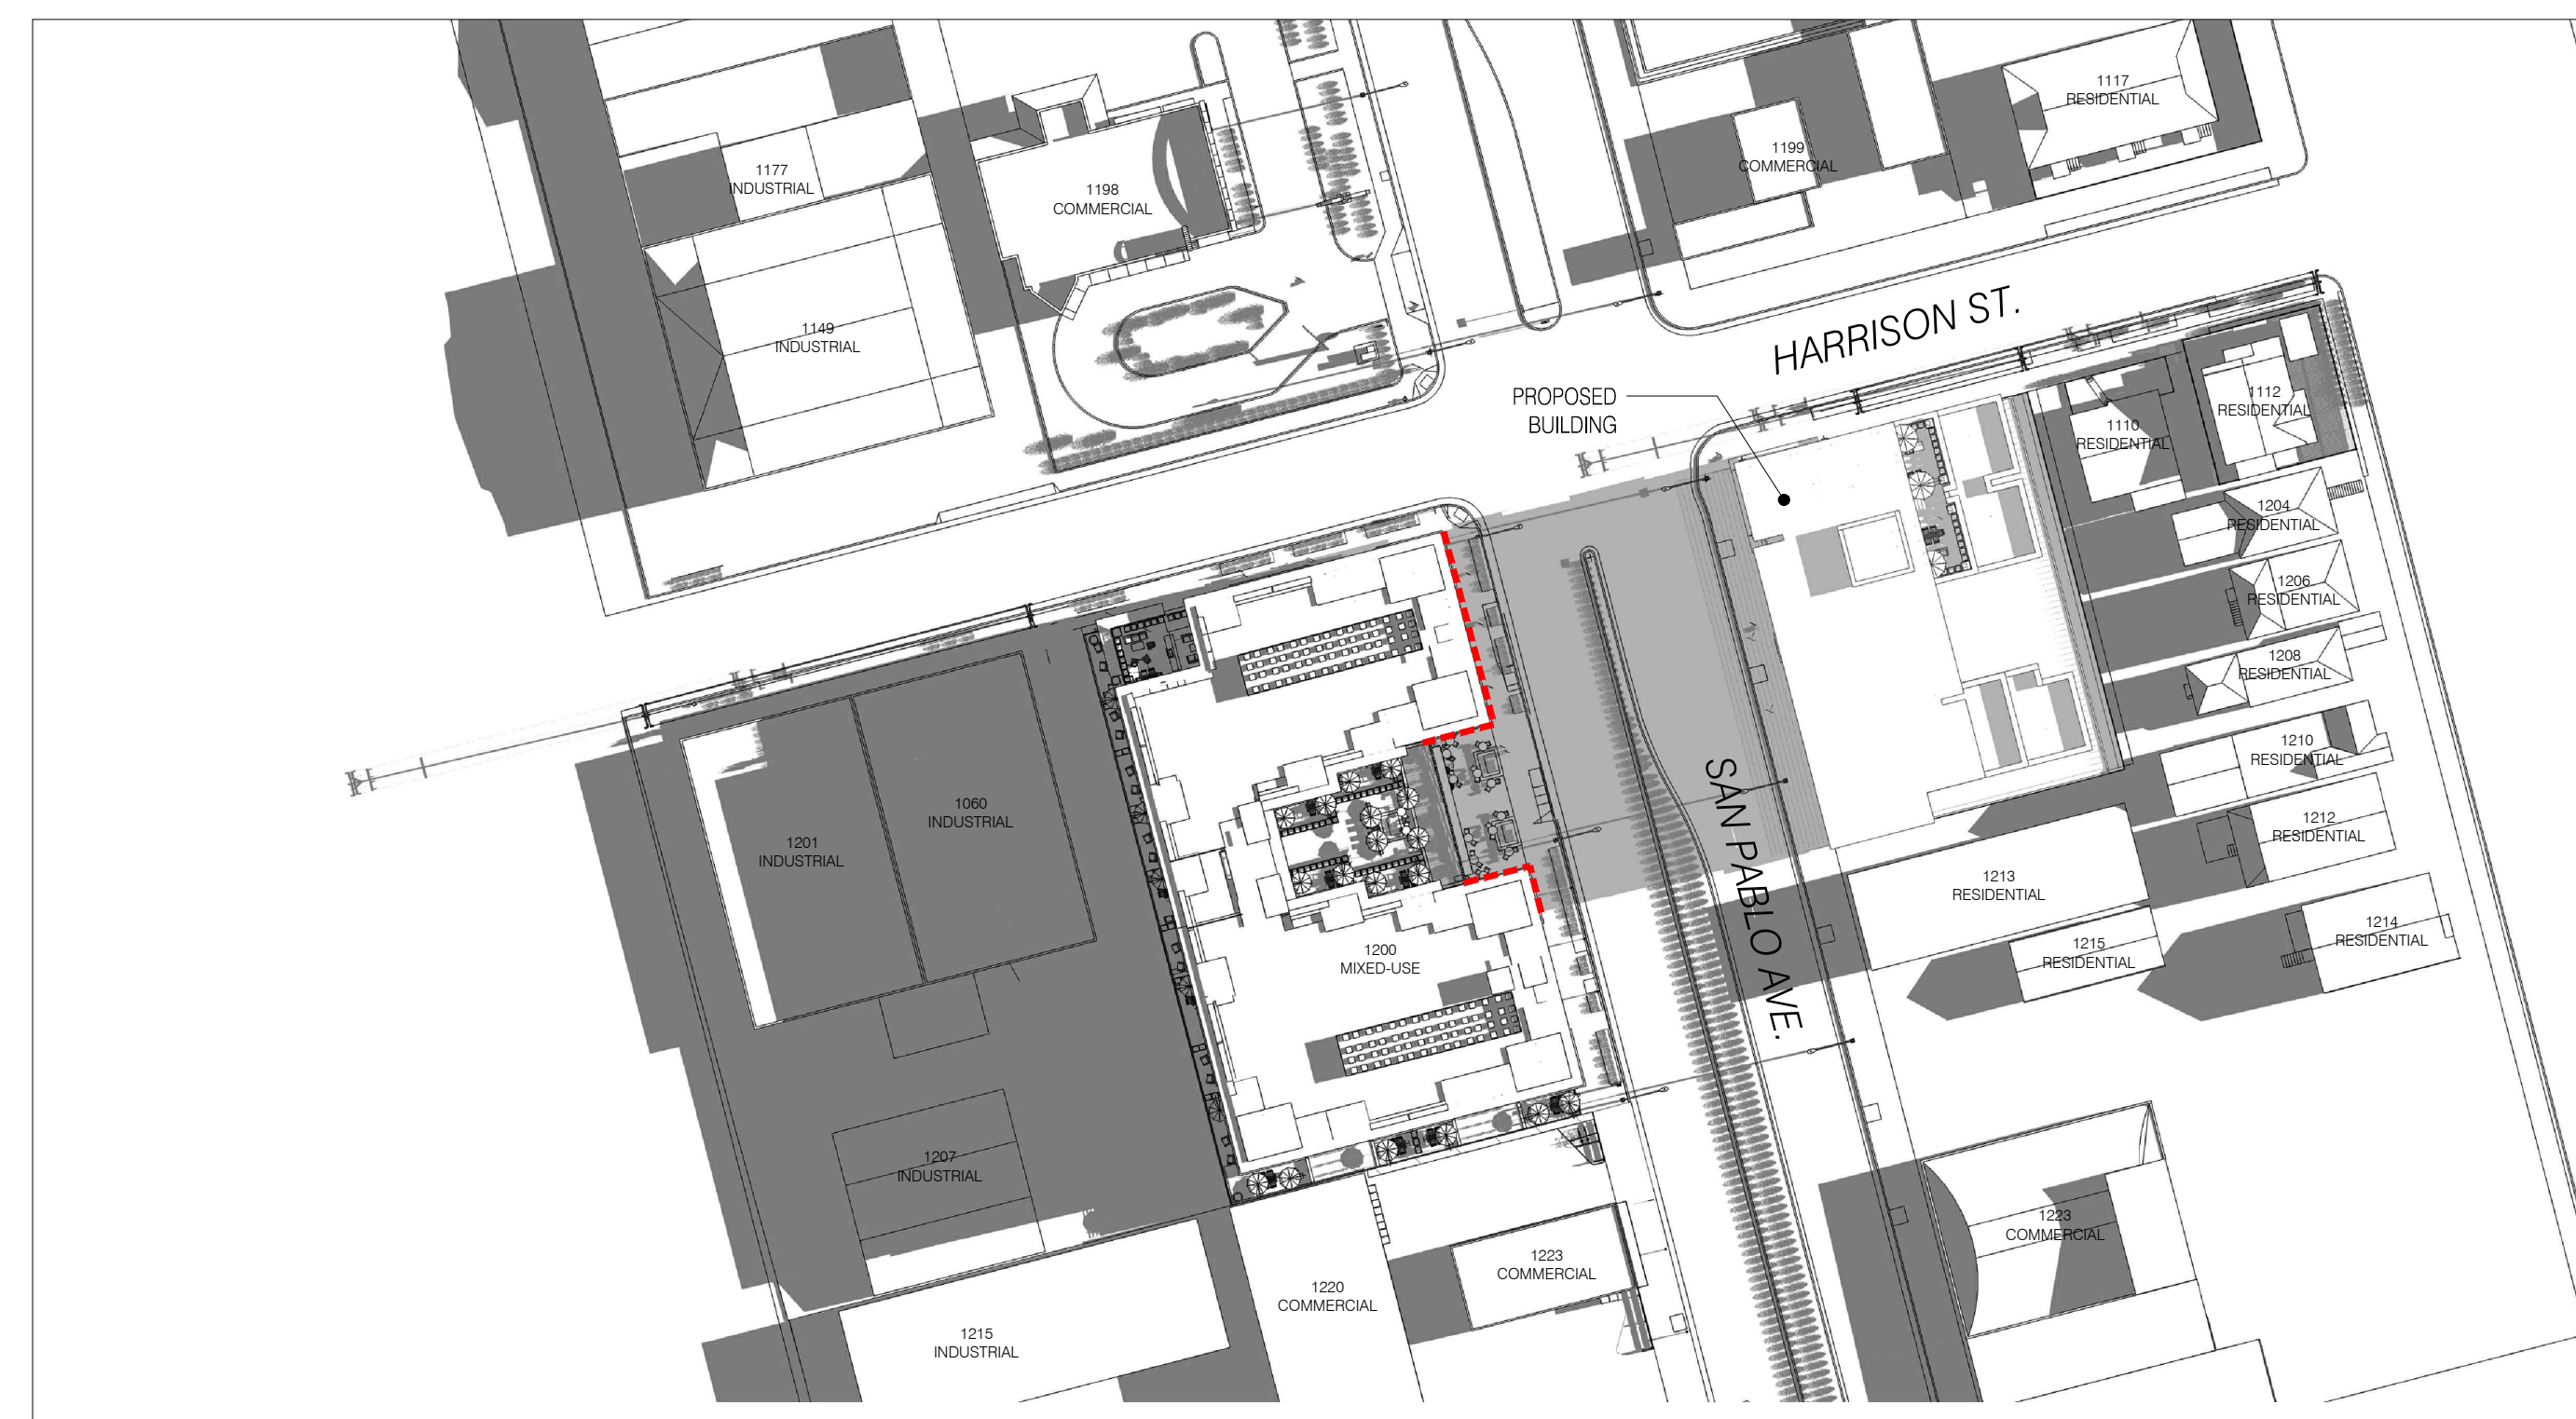 1117
RESIDENTIAL
1199
COMMERCIAL
1177
INDUSTRIAL
1198
COMMERCIAL
1149
INDUSTRIAL
HARRISON ST.
PROPOSED
BUILDING
1112
RESIDENTIAL
1110
RESIDENTIAL
1204
RESIDENTIAL
1206
RESIDENTIAL
1208
RESIDENTIAL
1210
RESIDENTIAL
1212
RESIDENTIAL
1060
INDUSTRIAL
1201
INDUSTRIAL
SAN PABLO AVE.
1213
RESIDENTIAL
1214
RESIDENTIAL
1215
RESIDENTIAL
1200
MIXED-USE
1207
INDUSTRIAL
1223
COMMERCIAL
1223
COMMERCIAL
1220
COMMERCIAL
1215
INDUSTRIAL